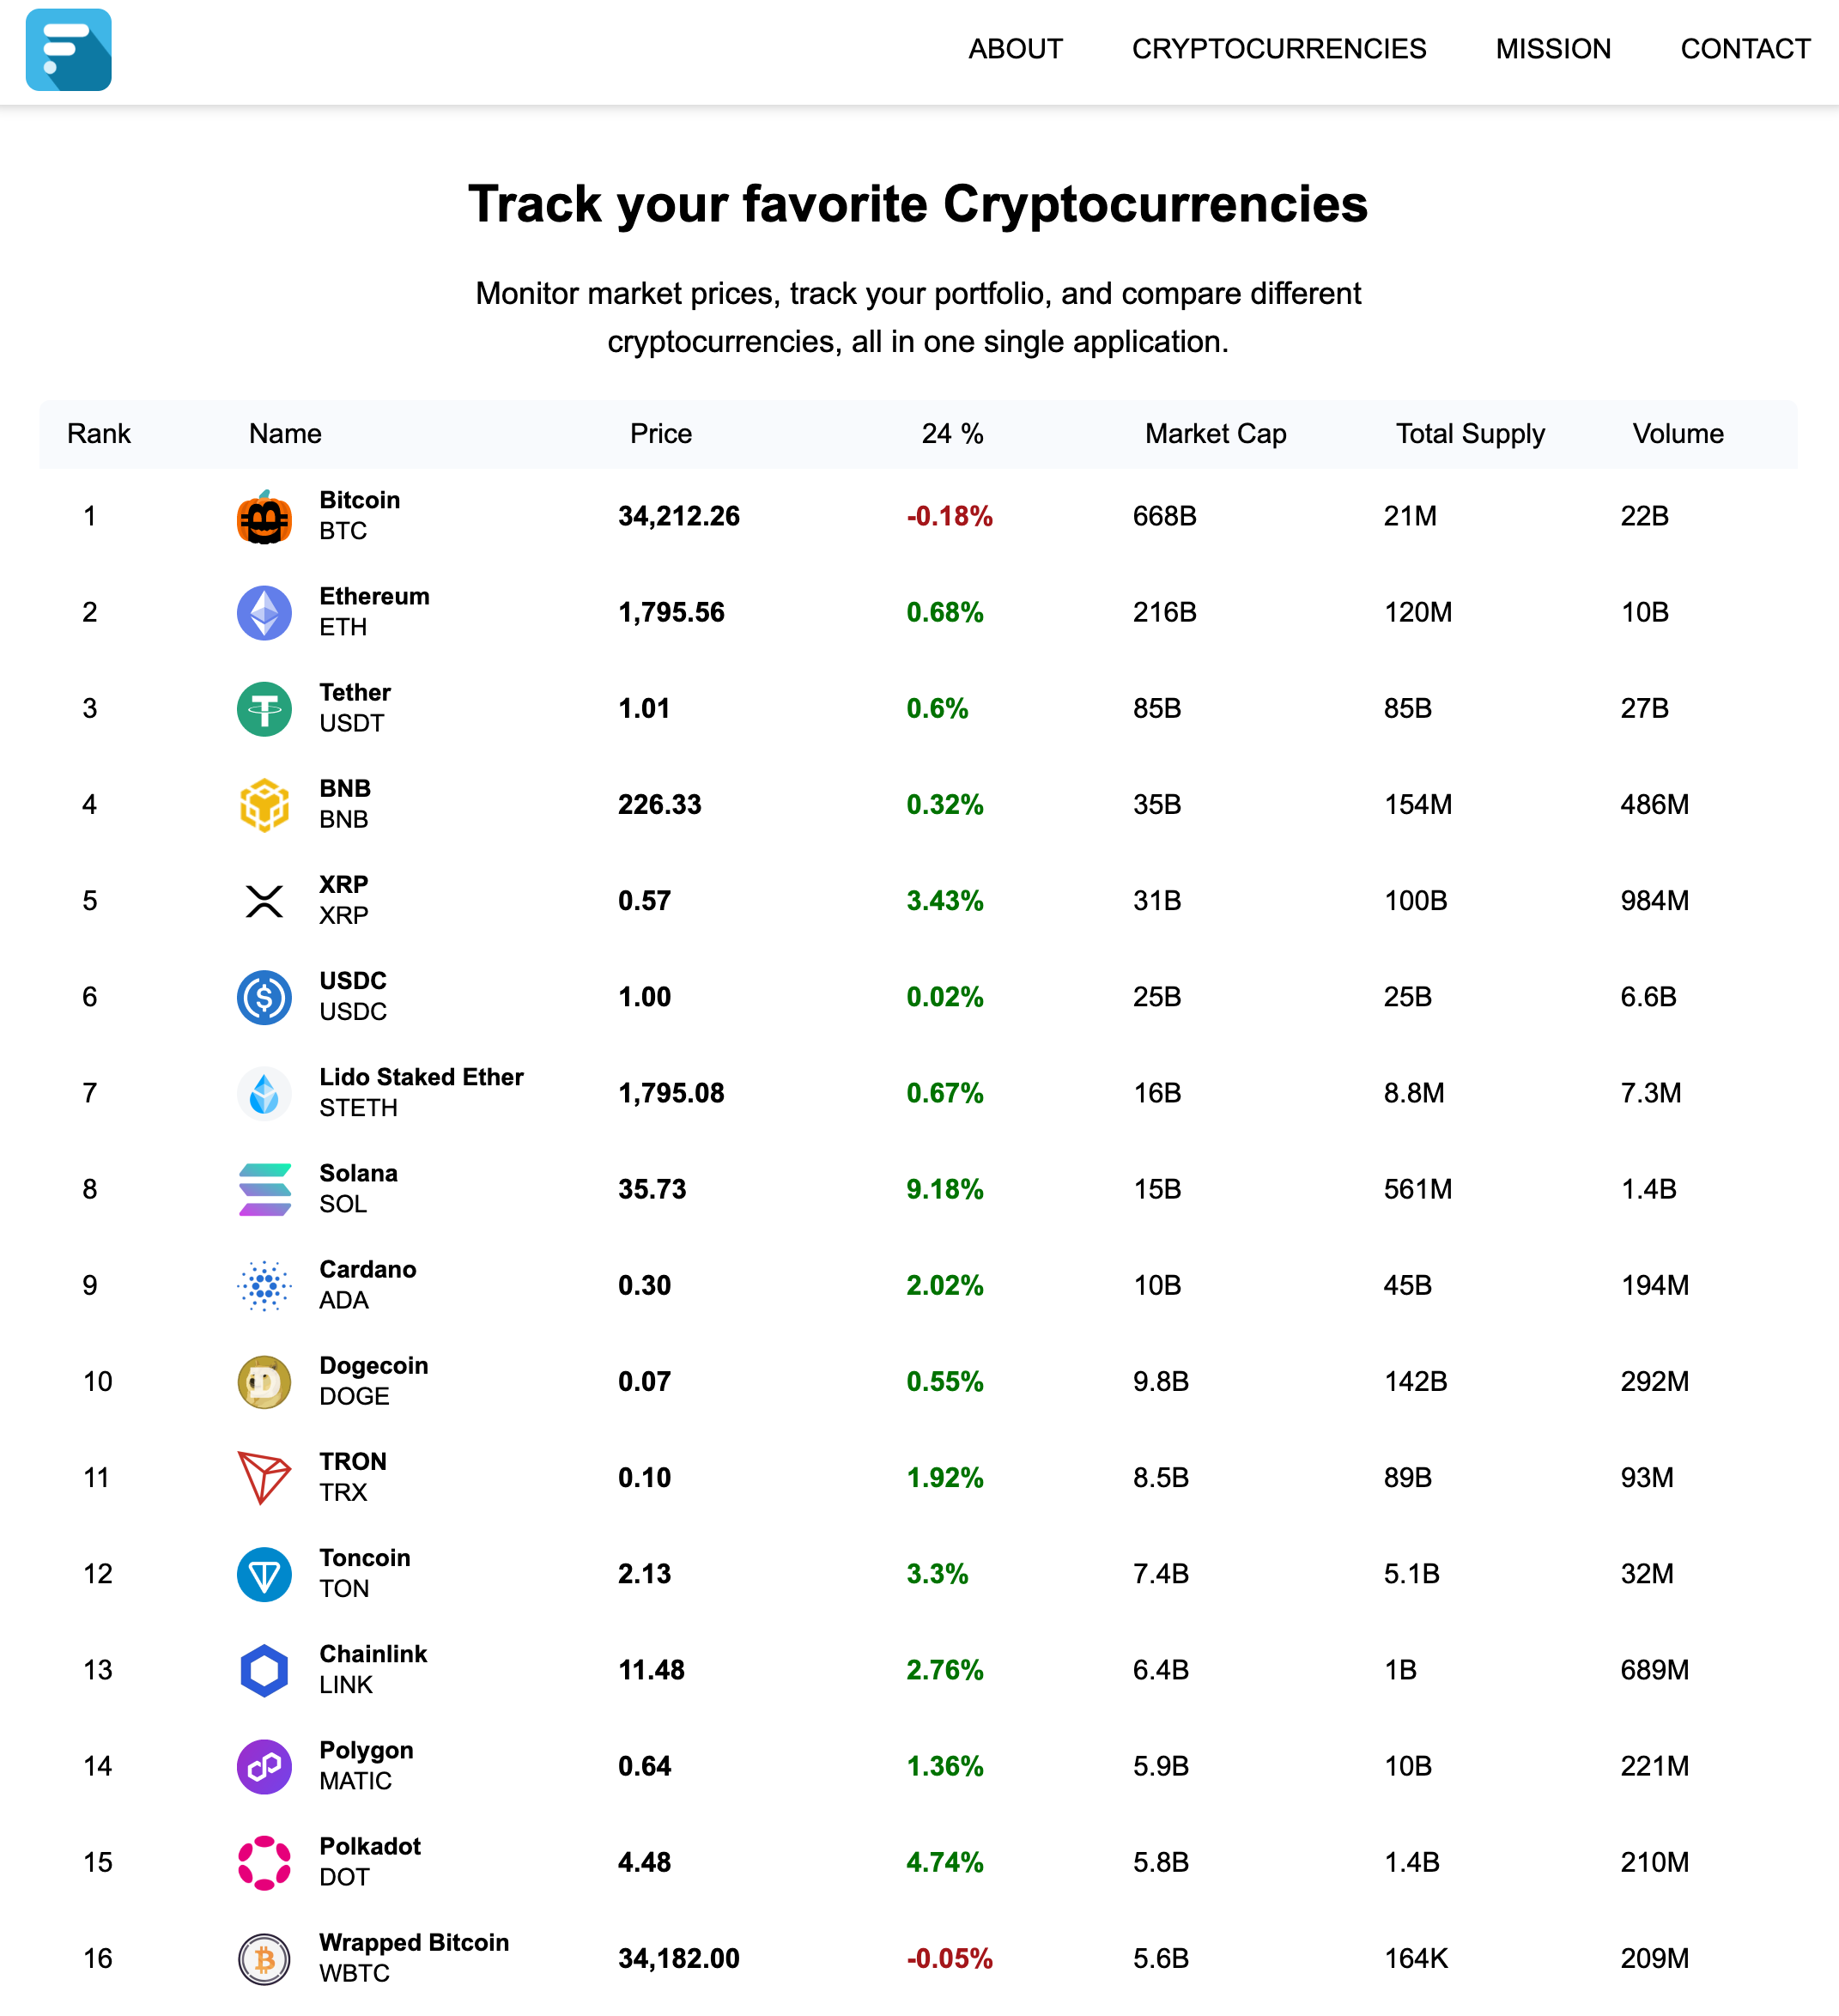 ABOUT CRYPTOCURRENCIES MISSION CONTACT
Track your favorite Cryptocurrencies
Monitor market prices, track your portfolio, and compare different
cryptocurrencies, all in one single application.
Rank Name Price 24 % Market Cap Total Supply Volume
1 Bitcoin BTC 34,212.26 -0.18% 668B 21M 22B
2 Ethereum ETH 1,795.56 0.68% 216B 120M 10B
3 Tether USDT 1.01 0.6% 85B 85B 27B
4 BNB BNB 226.33 0.32% 35B 154M 486M
5 XRP XRP 0.57 3.43% 31B 100B 984M
6 USDC USDC 1.00 0.02% 25B 25B 6.6B
7 Lido Staked Ether STETH 1,795.08 0.67% 16B 8.8M 7.3M
8 Solana SOL 35.73 9.18% 15B 561M 1.4B
9 Cardano ADA 0.30 2.02% 10B 45B 194M
10 Dogecoin DOGE 0.07 0.55% 9.8B 142B 292M
11 TRON TRX 0.10 1.92% 8.5B 89B 93M
12 Toncoin TON 2.13 3.3% 7.4B 5.1B 32M
13 Chainlink LINK 11.48 2.76% 6.4B 1B 689M
14 Polygon MATIC 0.64 1.36% 5.9B 10B 221M
15 Polkadot DOT 4.48 4.74% 5.8B 1.4B 210M
16 Wrapped Bitcoin WBTC 34,182.00 -0.05% 5.6B 164K 209M